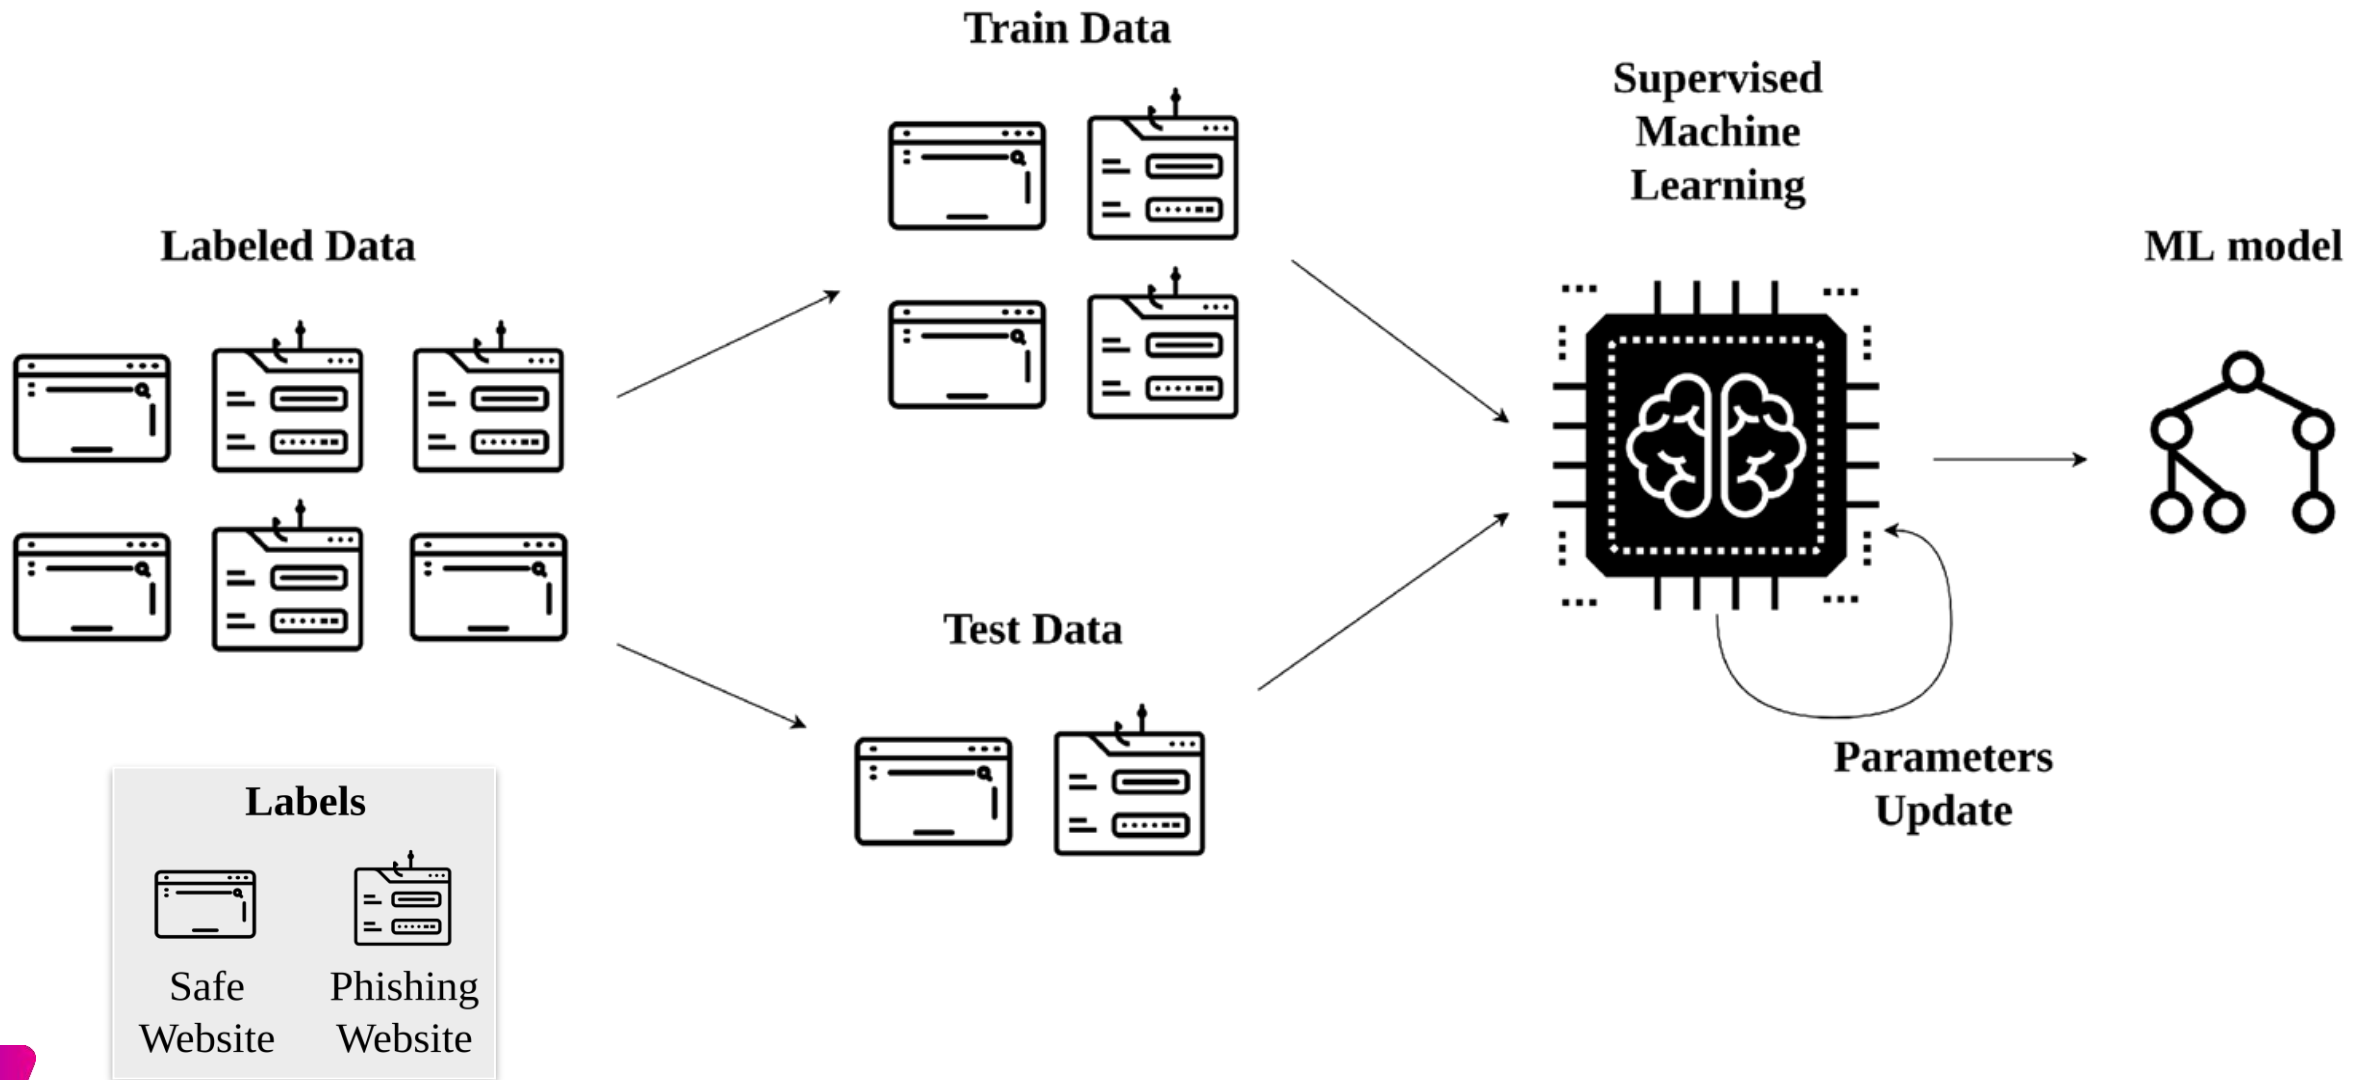 Train Data
Supervised
Machine
Learning
Labeled Data
ML model
Test Data
Parameters
Update
Labels
Safe
Website
Phishing
Website